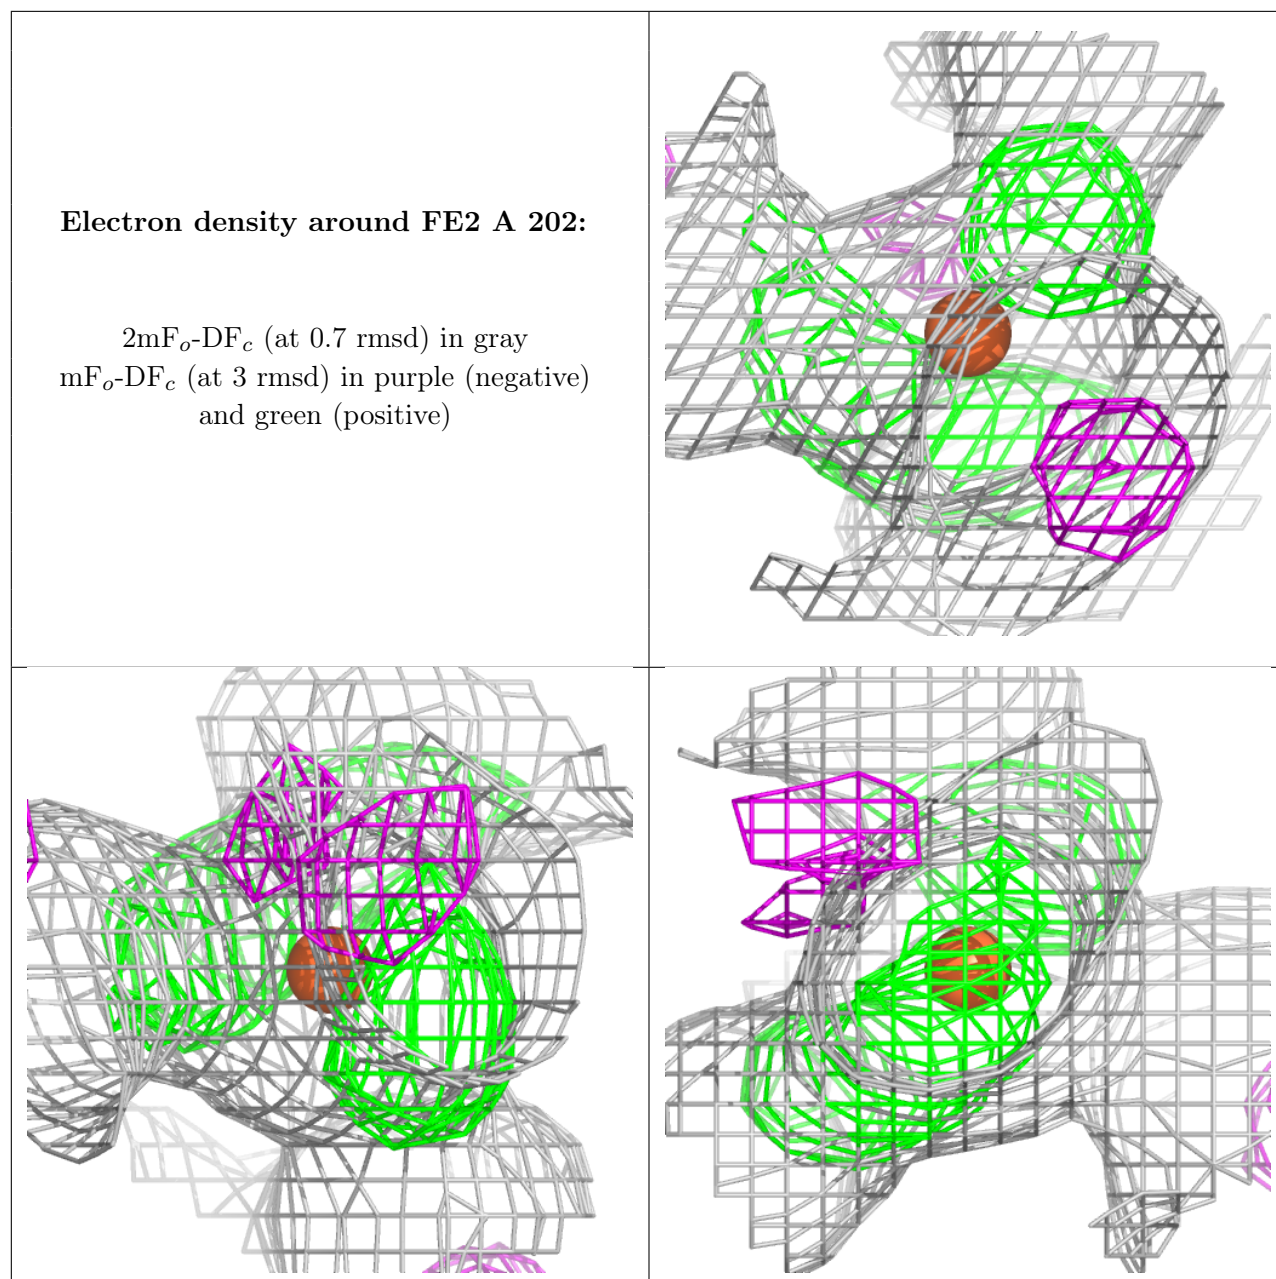 Electron density around FE2 A 202:
2mFo-DFc (at 0.7 rmsd) in gray
mFo-DFc (at 3 rmsd) in purple (negative)
and green (positive)